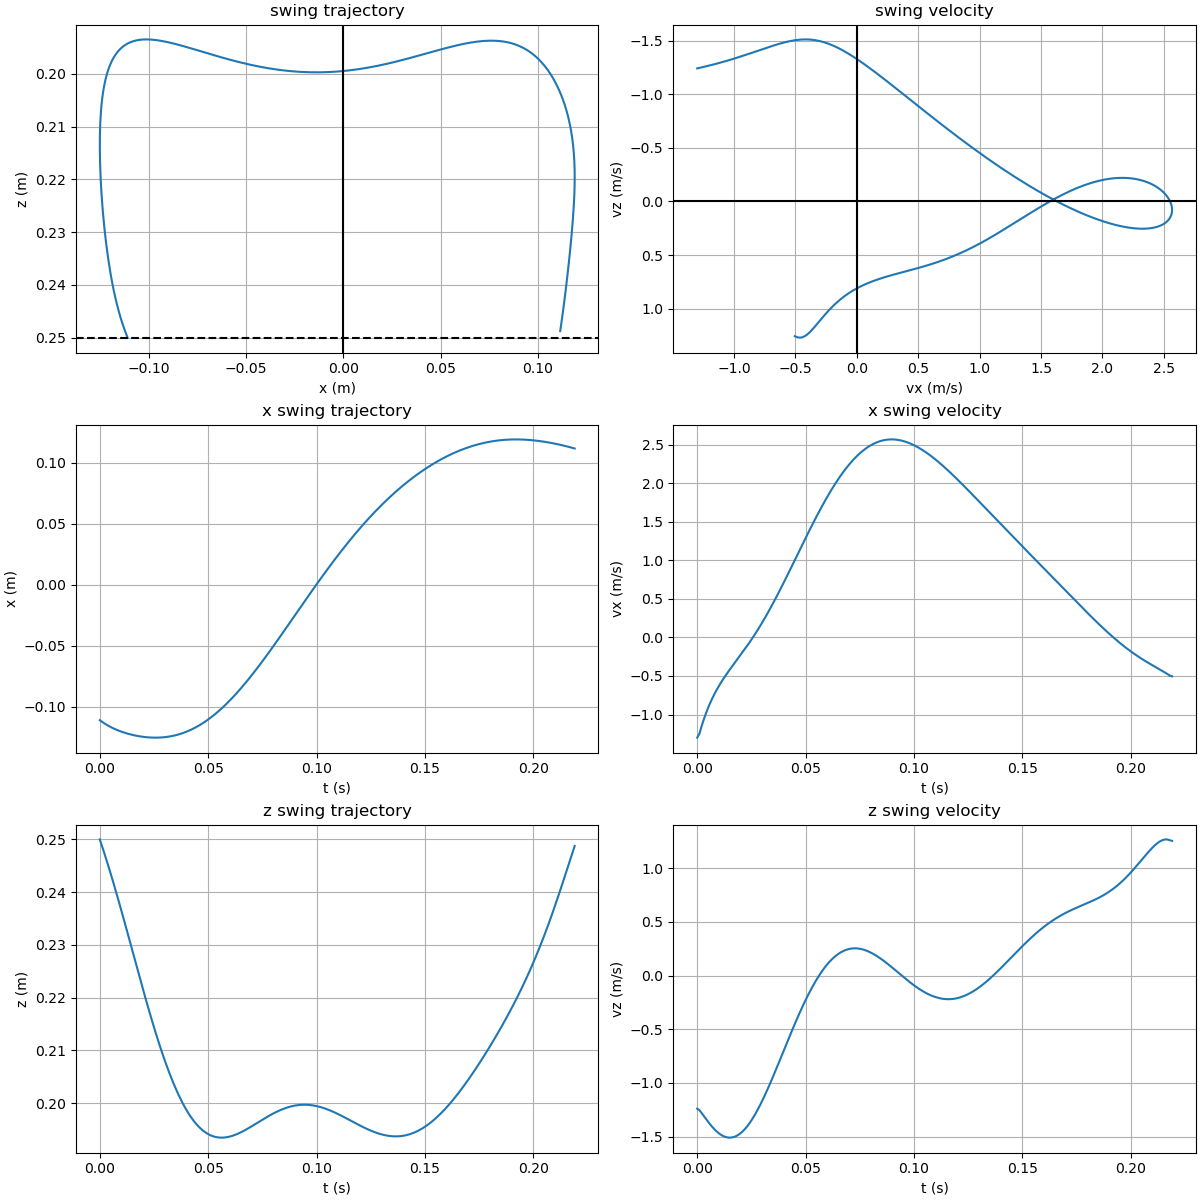 swing trajectory
0.20
0.21
0.22
0.23
0.24
0.25
z (m)
−0.10 −0.05 0.00 0.05 0.10
x (m)
swing velocity
−1.5
−1.0
−0.5
0.0
0.5
1.0
vz (m/s)
−1.0 −0.5 0.0 0.5 1.0 1.5 2.0 2.5
vx (m/s)
x swing trajectory
0.10
0.05
0.00
−0.05
−0.10
x (m)
0.00 0.05 0.10 0.15 0.20
t (s)
x swing velocity
2.5
2.0
1.5
1.0
0.5
0.0
−0.5
−1.0
vx (m/s)
0.00 0.05 0.10 0.15 0.20
t (s)
z swing trajectory
0.25
0.24
0.23
0.22
0.21
0.20
z (m)
0.00 0.05 0.10 0.15 0.20
t (s)
z swing velocity
1.0
0.5
0.0
−0.5
−1.0
−1.5
vz (m/s)
0.00 0.05 0.10 0.15 0.20
t (s)